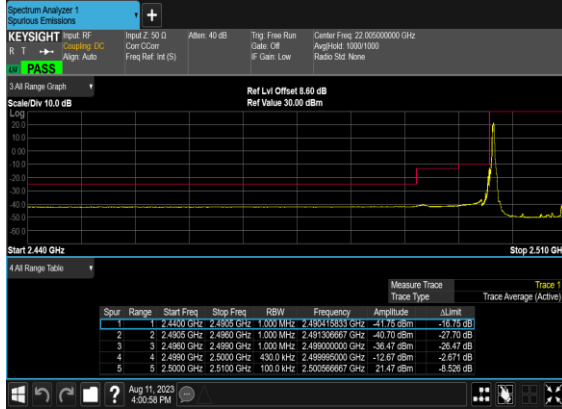 Spectrum Analyzer 1
Spurious Emissions
KEYSIGHT Input: RF Input Z: 50 Ω Atten: 40 dB Trig: Free Run Center Freq: 22.005000000 GHz
R T Coupling: DC Corr CCorr Gate: Off Avg|Hold: 1000/1000
Align: Auto Freq Ref: Int (S) IF Gain: Low Radio Std: None
PASS
3 All Range Graph
Ref Lvl Offset 8.60 dB
Scale/Div 10.0 dB Ref Value 30.00 dBm
Log
20.0
10.0
0.00
-10.0
-20.0
-30.0
-40.0
-50.0
-60.0
Start 2.440 GHz Stop 2.510 GH
4 All Range Table
Measure Trace Trace 1
Trace Type Trace Average (Active)
Spur Range Start Freq Stop Freq RBW Frequency Amplitude ΔLimit
1 1 2.4400 GHz 2.4905 GHz 1.000 MHz 2.490415833 GHz -41.75 dBm -16.75 dB
2 2 2.4905 GHz 2.4960 GHz 1.000 MHz 2.491306667 GHz -40.70 dBm -27.70 dB
3 3 2.4960 GHz 2.4990 GHz 1.000 MHz 2.499000000 GHz -36.47 dBm -26.47 dB
4 4 2.4990 GHz 2.5000 GHz 430.0 kHz 2.499995000 GHz -12.67 dBm -2.671 dB
5 5 2.5000 GHz 2.5100 GHz 100.0 kHz 2.500566667 GHz 21.47 dBm -8.526 dB
Aug 11, 2023
4:00:58 PM